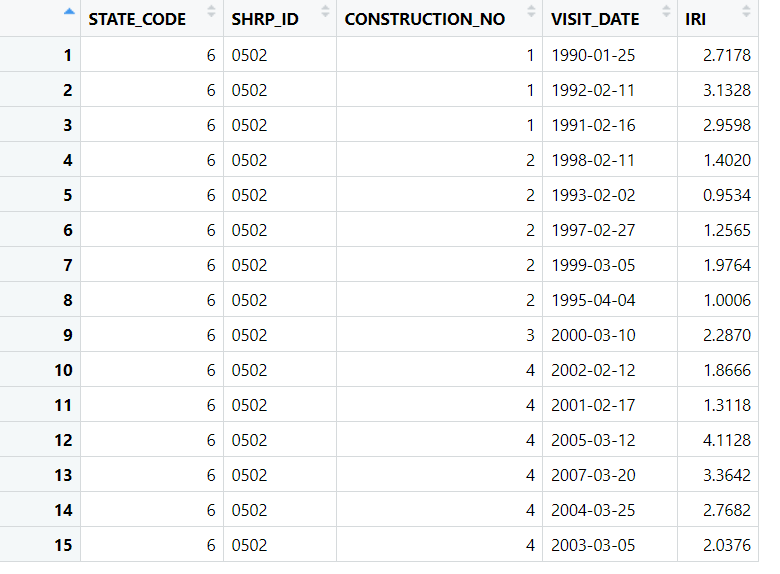 STATE_CODE SHRP_ID CONSTRUCTION_NO VISIT_DATE IRI
1 6 0502 1 1990-01-25 2.7178
2 6 0502 1 1992-02-11 3.1328
3 6 0502 1 1991-02-16 2.9598
4 6 0502 2 1998-02-11 1.4020
5 6 0502 2 1993-02-02 0.9534
6 6 0502 2 1997-02-27 1.2565
7 6 0502 2 1999-03-05 1.9764
8 6 0502 2 1995-04-04 1.0006
9 6 0502 3 2000-03-10 2.2870
10 6 0502 4 2002-02-12 1.8666
11 6 0502 4 2001-02-17 1.3118
12 6 0502 4 2005-03-12 4.1128
13 6 0502 4 2007-03-20 3.3642
14 6 0502 4 2004-03-25 2.7682
15 6 0502 4 2003-03-05 2.0376